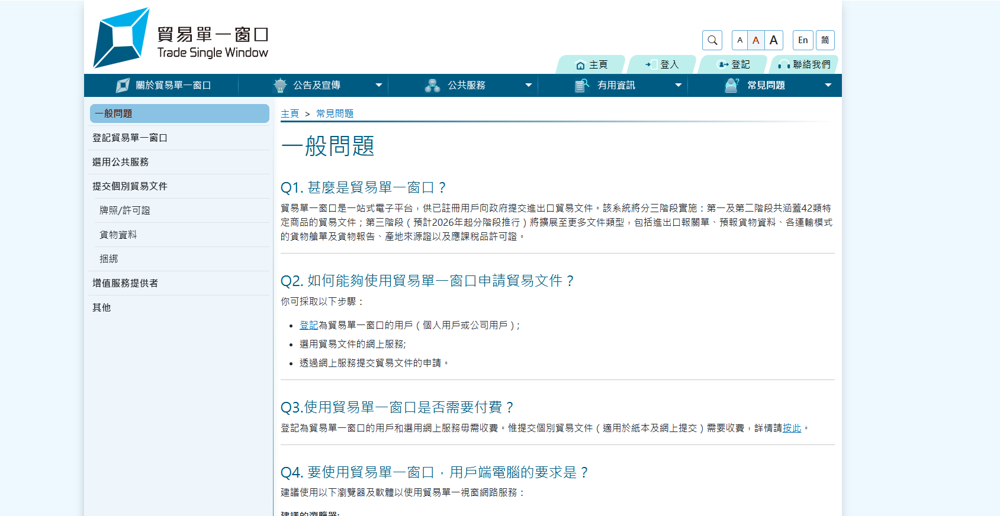 貿易單一窗口
Trade Single Window
A A A En 简
主頁 登入 登記 聯絡我們
關於貿易單一窗口 公告及宣傳 公共服務 有用資訊 常見問題
一般問題
登記貿易單一窗口
選用公共服務
提交個別貿易文件
牌照/許可證
貨物資料
捆綁
增值服務提供者
其他
主頁 > 常見問題
一般問題
Q1. 甚麼是貿易單一窗口？
貿易單一窗口是一站式電子平台，供已註冊用戶向政府提交進出口貿易文件。該系統將分三階段實施：第一及第二階段共涵蓋42類特
定商品的貿易文件；第三階段（預計2026年起分階段推行）將擴展至更多文件類型，包括進出口報關單、預報貨物資料、各運輸模式
的貨物艙單及貨物報告、產地來源證以及應課稅品許可證。
Q2. 如何能夠使用貿易單一窗口申請貿易文件？
你可採取以下步驟：
• 登記為貿易單一窗口的用戶（個人用戶或公司用戶）;
• 選用貿易文件的網上服務;
• 透過網上服務提交貿易文件的申請。
Q3.使用貿易單一窗口是否需要付費？
登記為貿易單一窗口的用戶和選用網上服務毋需收費。惟提交個別貿易文件（適用於紙本及網上提交）需要收費，詳情請按此。
Q4. 要使用貿易單一窗口，用戶端電腦的要求是？
建議使用以下瀏覽器及軟體以使用貿易單一視窗網路服務：
建議的瀏覽器: